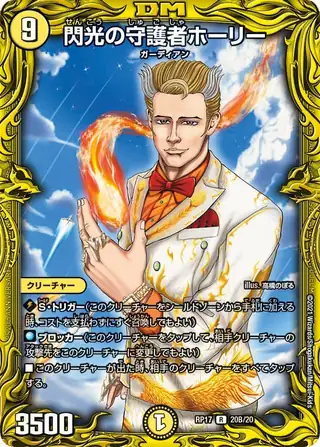 DM
9
せんこう しゅごしゃ
閃光の守護者ホーリー
ガーディアン
クリーチャー
illus. 高橋のぼる
S・トリガー(このクリーチャーをシールドゾーンから手札に加える
時、コストを支払わずにすぐ召喚してもよい)
ブロッカー(このクリーチャーをタップして、相手クリーチャーの
攻撃先をこのクリーチャーに変更してもよい)
■このクリーチャーが出た時、相手のクリーチャーをすべてタップ
する。
3500
1
RP17 R 20B/20
©2021 Wizards/Shogakukan/Mitsui-Kids